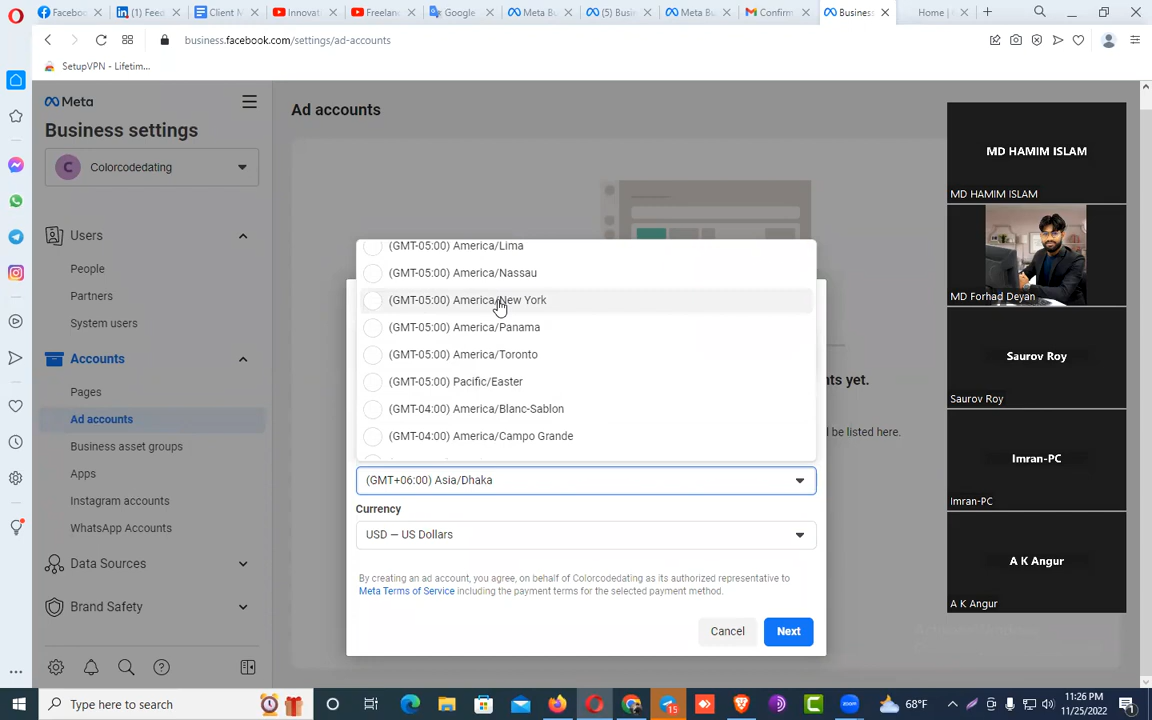 Faceboo
(1) Feed
Client M
Innovat
Freelan
Google
Meta Bu
(5) Busin
Meta Bu
Confirm
Business
Home |
business.facebook.com/settings/ad-accounts
SetupVPN - Lifetim...
Meta
Business settings
C Colorcodedating
Users
People
Partners
System users
Accounts
Pages
Ad accounts
Business asset groups
Apps
Instagram accounts
WhatsApp Accounts
Data Sources
Brand Safety
Ad accounts
nts yet.
l be listed here.
(GMT-05:00) America/Lima
(GMT-05:00) America/Nassau
(GMT-05:00) America/New York
(GMT-05:00) America/Panama
(GMT-05:00) America/Toronto
(GMT-05:00) Pacific/Easter
(GMT-04:00) America/Blanc-Sablon
(GMT-04:00) America/Campo Grande
(GMT+06:00) Asia/Dhaka
Currency
USD — US Dollars
By creating an ad account, you agree, on behalf of Colorcodedating as its authorized representative to
Meta Terms of Service including the payment terms for the selected payment method.
Cancel
Next
MD HAMIM ISLAM
MD HAMIM ISLAM
MD Forhad Deyan
Saurov Roy
Saurov Roy
Imran-PC
Imran-PC
A K Angur
A K Angur
Type here to search
15
68°F
11:26 PM
11/25/2022
1